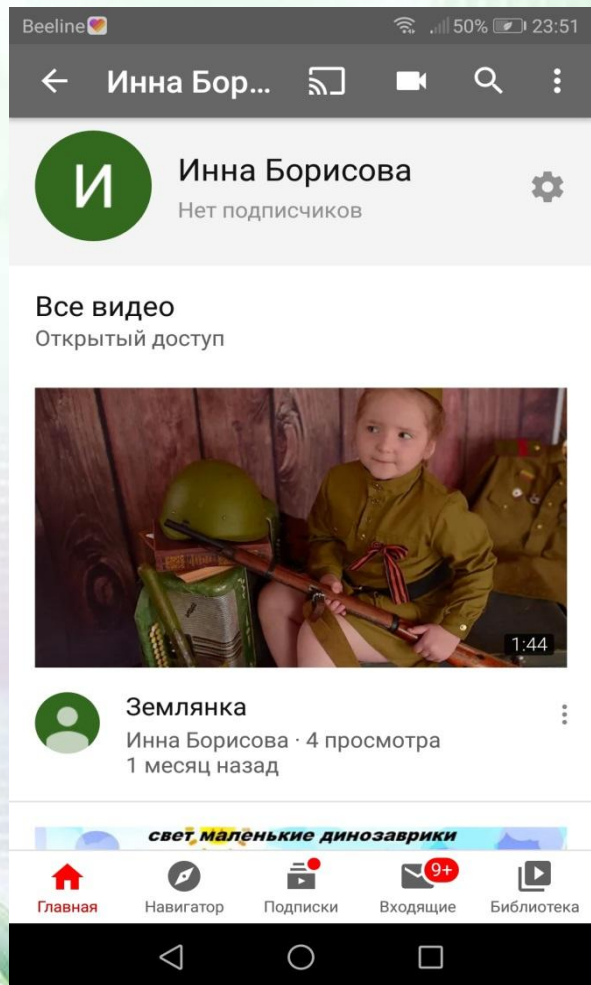 Beeline 50% 23:51
Инна Бор...
И
Инна Борисова
Нет подписчиков
Все видео
Открытый доступ
1:44
Землянка
Инна Борисова · 4 просмотра
1 месяц назад
свет маленькие динозаврики
9+
Главная Навигатор Подписки Входящие Библиотека